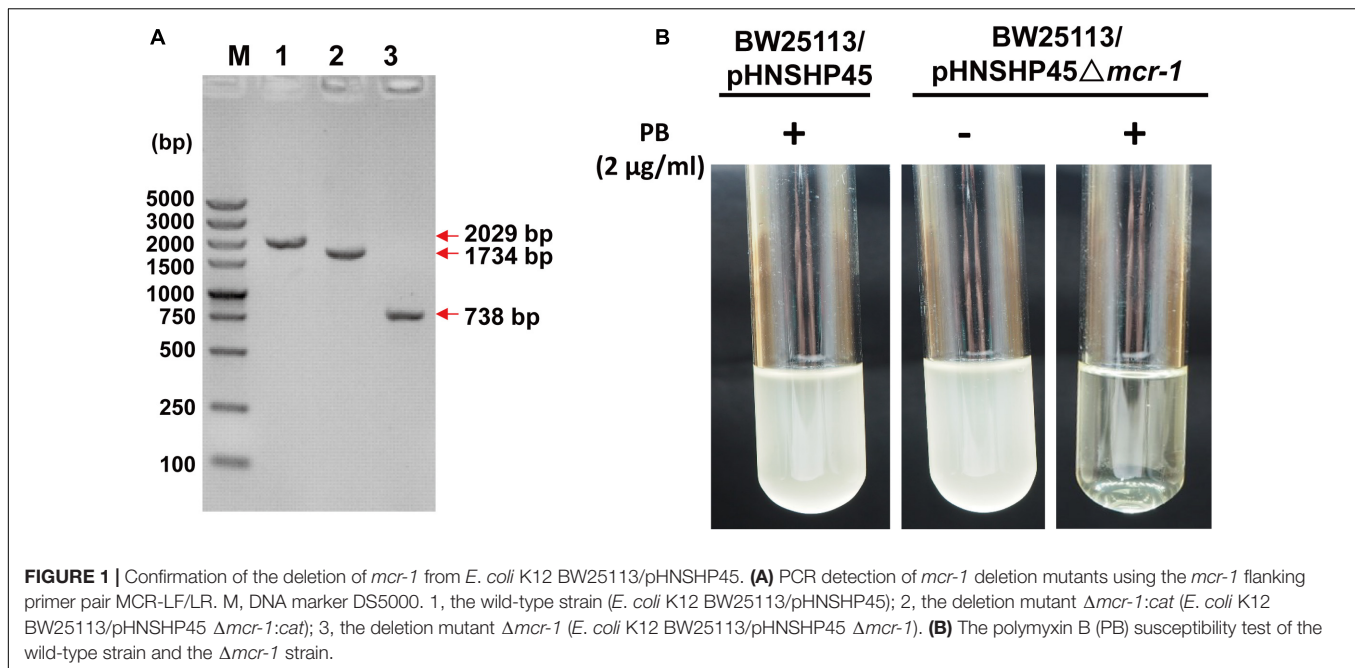 A
M 1 2 3
(bp)
5000
3000
2000
1500
1000
750
500
250
100
2029 bp
1734 bp
738 bp
B
BW25113/
pHNSHP45
BW25113/
pHNSHP45△mcr-1
PB
(2 µg/ml)
+ - +
FIGURE 1 | Confirmation of the deletion of mcr-1 from E. coli K12 BW25113/pHNSHP45. (A) PCR detection of mcr-1 deletion mutants using the mcr-1 flanking
primer pair MCR-LF/LR. M, DNA marker DS5000. 1, the wild-type strain (E. coli K12 BW25113/pHNSHP45); 2, the deletion mutant Δmcr-1:cat (E. coli K12
BW25113/pHNSHP45 Δmcr-1:cat); 3, the deletion mutant Δmcr-1 (E. coli K12 BW25113/pHNSHP45 Δmcr-1). (B) The polymyxin B (PB) susceptibility test of the
wild-type strain and the Δmcr-1 strain.